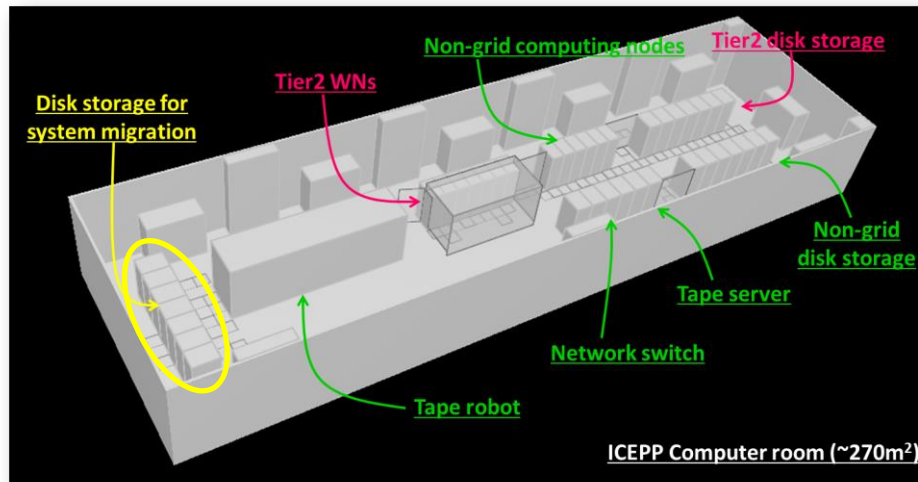 Non-grid computing nodes
Tier2 disk storage
Tier2 WNs
Disk storage for
system migration
Non-grid
disk storage
Tape server
Network switch
Tape robot
ICEPP Computer room (~270m²)